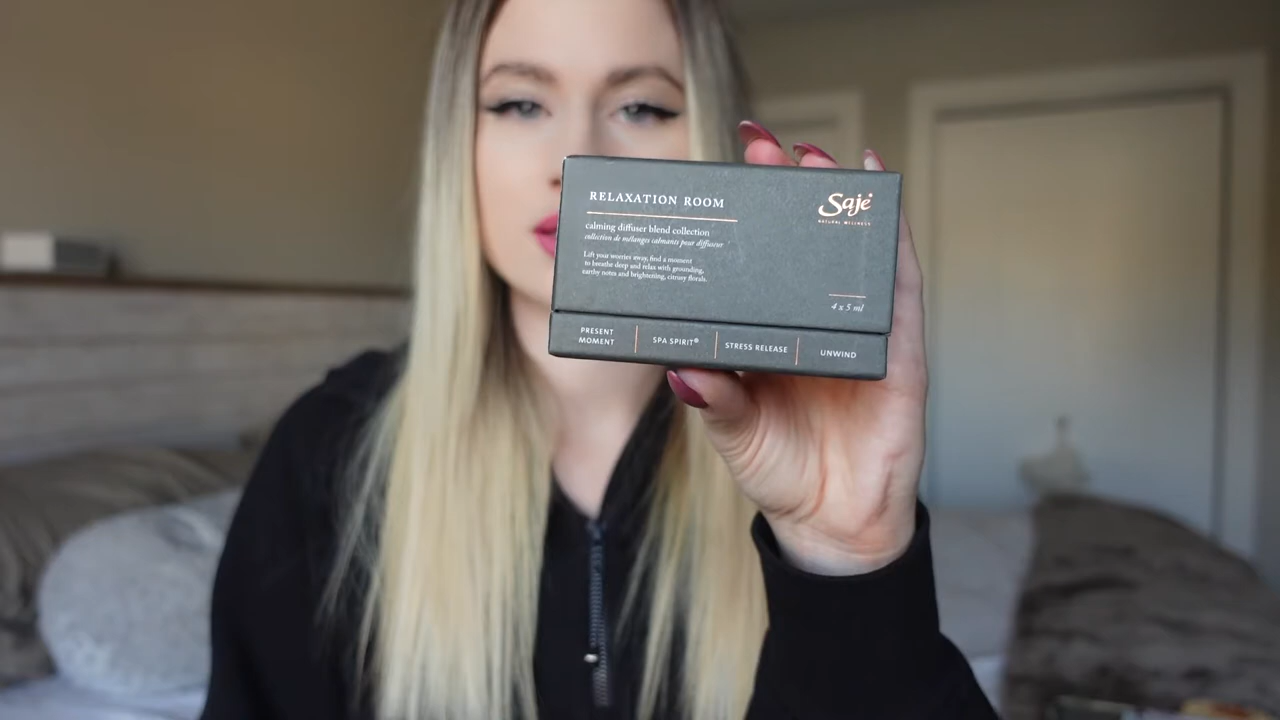 RELAXATION ROOM
calming diffuser blend collection
collection de mélanges calmants pour diffuseur
Lift your worries away, find a moment
to breathe deep and relax with grounding,
earthy notes and brightening, citrusy florals.
Saje
NATURAL WELLNESS
4 x 5 ml
PRESENT
MOMENT
SPA SPIRIT®
STRESS RELEASE
UNWIND